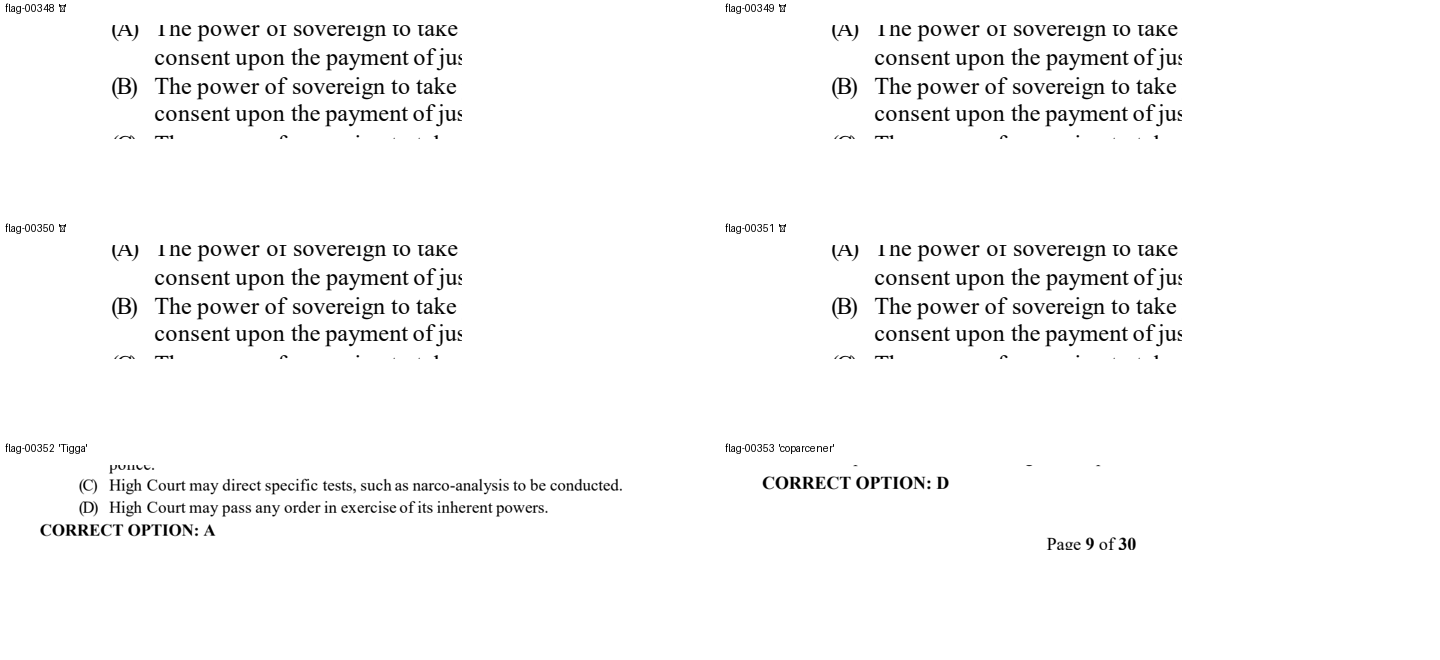 flag-00348
flag-00349
(A) The power of sovereign to take
consent upon the payment of jus
(B) The power of sovereign to take
consent upon the payment of jus
(A) The power of sovereign to take
consent upon the payment of jus
(B) The power of sovereign to take
consent upon the payment of jus
flag-00350
flag-00351
(A) The power of sovereign to take
consent upon the payment of jus
(B) The power of sovereign to take
consent upon the payment of jus
(A) The power of sovereign to take
consent upon the payment of jus
(B) The power of sovereign to take
consent upon the payment of jus
flag-00352 'Tigga'
police.
(C) High Court may direct specific tests, such as narco-analysis to be conducted.
(D) High Court may pass any order in exercise of its inherent powers.
CORRECT OPTION: A
flag-00353 'coparcener'
CORRECT OPTION: D
Page 9 of 30